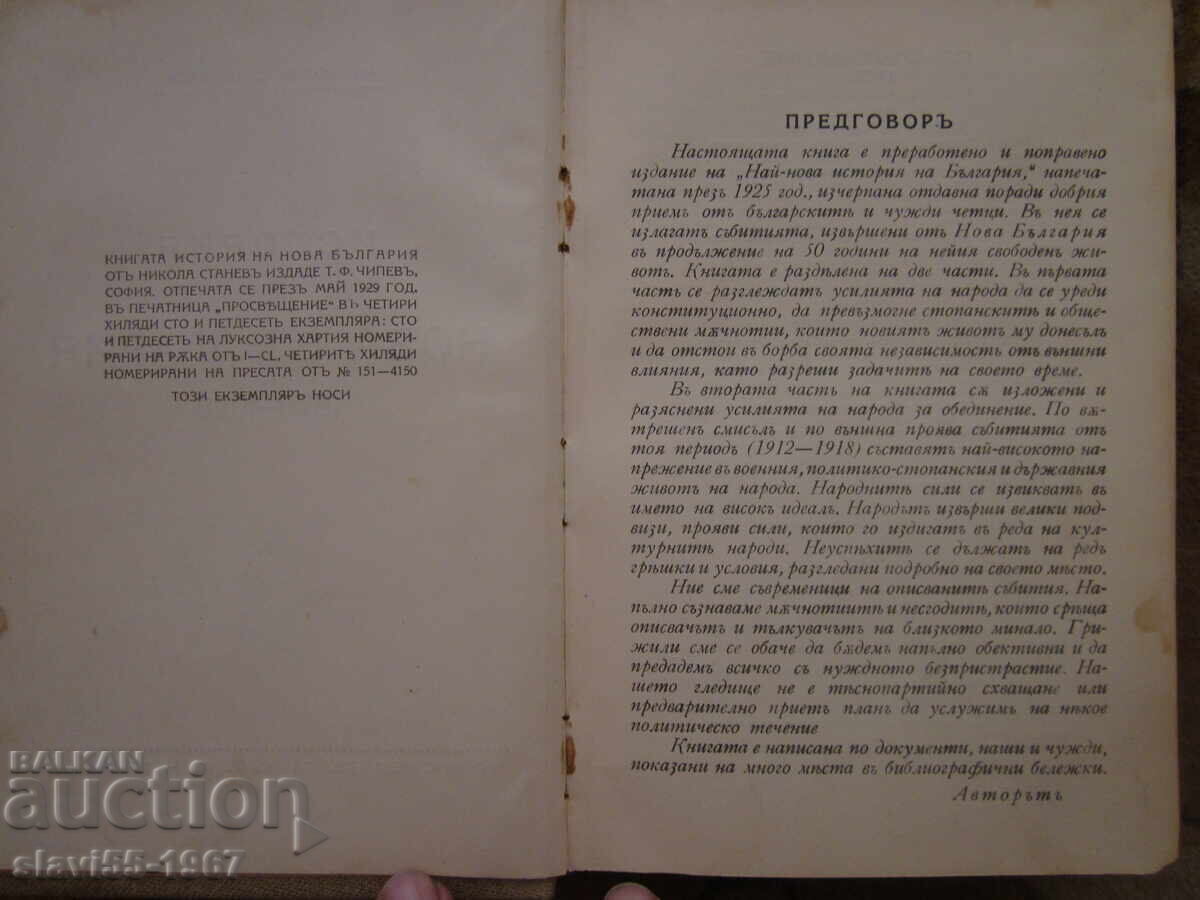 КНИГАТА ИСТОРИЯ НА НОВА БЪЛГАРИЯ
ОТЪ НИКОЛА СТАНЕВЪ ИЗДАДЕ Т. Ф. ЧИПЕВЪ,
СОФИЯ. ОТПЕЧАТА СЕ ПРЕЗЪ МАЙ 1929 ГОД.
ВЪ ПЕЧАТНИЦА „ПРОСВѢЩЕНИЕ" ВЪ ЧЕТИРИ
ХИЛЯДИ СТО И ПЕТДЕСЕТЬ ЕКЗЕМПЛЯРА: СТО
И ПЕТДЕСЕТЬ НА ЛУКСОЗНА ХАРТИЯ НОМЕРИ-
РАНИ НА РѪКА ОТЪ I—CL, ЧЕТИРИТѢ ХИЛЯДИ
НОМЕРИРАНИ НА ПРЕСАТА ОТЪ № 151—4150
ТОЗИ ЕКЗЕМПЛЯРЪ НОСИ
ПРЕДГОВОРЪ
Настоящата книга е преработено и поправено
издание на „Най-нова история на България,“ напеча-
тана презъ 1925 год., изчерпана отдавна поради добрия
приемъ отъ българскитѣ и чужди четци. Въ нея се
излагатъ събитията, извършени отъ Нова България
въ продължение на 50 години на нейния свободенъ жи-
вотъ. Книгата е раздѣлена на две части. Въ първата
часть се разглеждатъ усилията на народа да се уреди
конституционно, да превъзмогне стопанскитѣ и обще-
ствени мѫчнотии, които новиятъ животъ му донесълъ
и да отстои въ борба своята независимость отъ външни
влияния, като разреши задачитѣ на своето време.
Въ втората часть на книгата сѫ изложени и
разяснени усилията на народа за обединение. По вѫ-
трешенъ смисълъ и по външна проява събитията отъ
тоя периодъ (1912—1918) съставятъ най-високото на-
прежение въ военния, политико-стопанския и държавния
животъ на народа. Народнитѣ сили се извикватъ въ
името на високъ идеалъ. Народътъ извърши велики под-
визи, прояви сили, които го издигатъ въ реда на кул-
турнитѣ народи. Неуспѣхитѣ се дължатъ на редъ
грѣшки и условия, разгледани подробно на своето мѣсто.
Ние сме съвременици на описванитѣ събития. На-
пълно съзнаваме мѫчнотиитѣ и несгодитѣ, които срѣща
описвачътъ и тълкувачътъ на близкото минало. Гри-
жили сме се обаче да бѫдемъ напълно обективни и да
предадемъ всичко съ нуждното безпристрастие. На-
шето гледище не е тѣснопартийно схващане или
предварително приетъ планъ да услужимъ на нѣкое
политическо течение
Книгата е написана по документи, наши и чужди,
показани на много мѣста въ библиографични бележки.
Авторътъ
BALKAN
auction
slavi55-1967